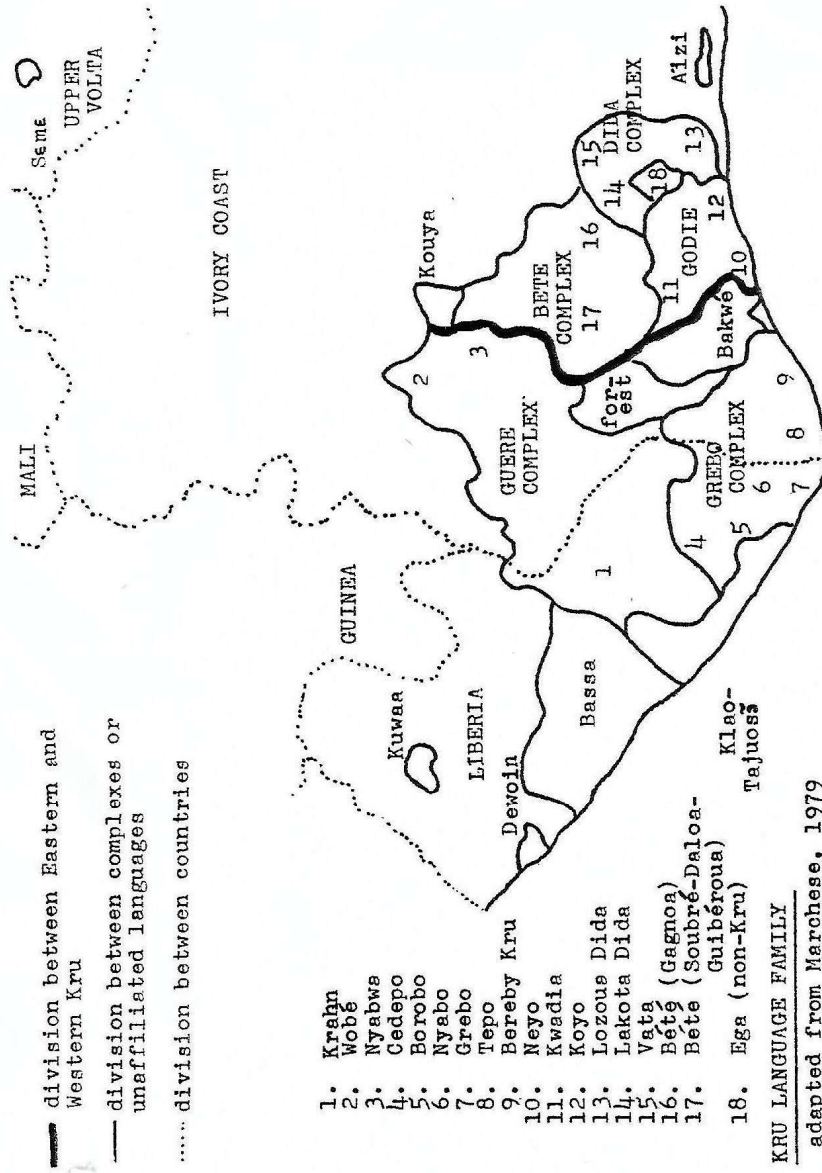 division between Eastern and
Western Kru
division between complexes or
unaffiliated languages
division between countries
MALI
Seme
UPPER
VOLTA
IVORY COAST
GUINEA
Kuwaa
LIBERIA
Dewoin
Bassa
Klao-
Tajuosõ
GUERE
COMPLEX
2
3
1
Kouya
BETE
COMPLEX
17
16
for-
est
Bakwé
GREBO
COMPLEX
4
5
6
7
8
9
GODIE
10
11
12
DIDA
COMPLEX
13
14
15
18
Aïzi
1. Krahn
2. Wobé
3. Nyabwa
4. Cedepo
5. Borobo
6. Nyabo
7. Grebo
8. Tepo
9. Bereby Kru
10. Neyo
11. Kwadia
12. Koyo
13. Lozoua Dida
14. Lakota Dida
15. Vata
16. Bété (Gagnoa)
17. Bété (Soubré-Daloa-
Guibéroua)
18. Ega (non-Kru)
KRU LANGUAGE FAMILY
adapted from Marchese, 1979